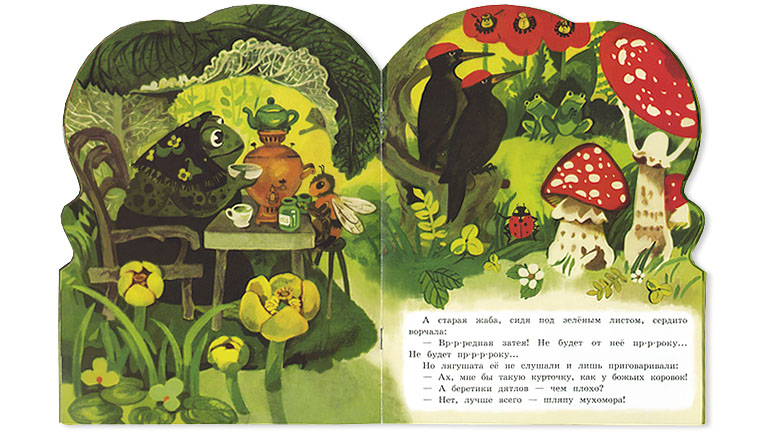 А старая жаба, сидя под зелёным листом, сердито
ворчала:
— Вр-р-редная затея! Не будет от неё пр-р-року...
Не будет пр-р-р-року...
Но лягушата её не слушали и лишь приговаривали:
— Ах, мне бы такую курточку, как у божьих коровок!
— А беретики дятлов — чем плохо?
— Нет, лучше всего — шляпу мухомора!